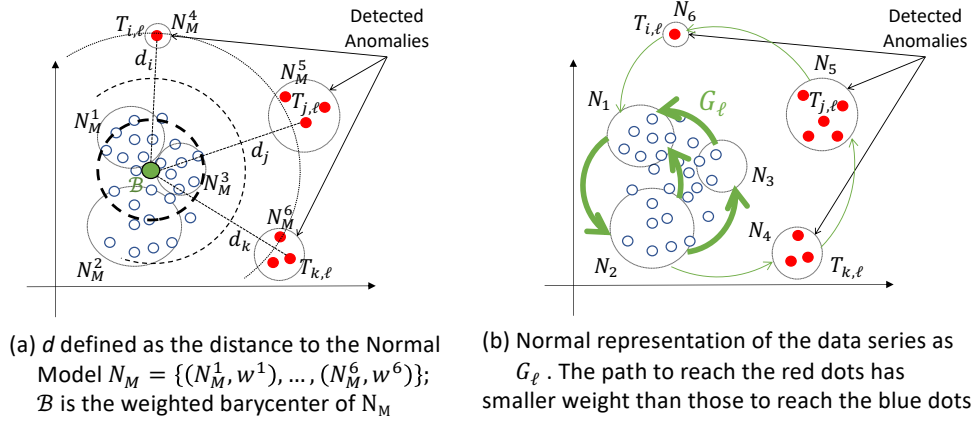 T_{i,ℓ} N_M^4
Detected
Anomalies
d_i
N_M^5
T_{j,ℓ}
N_M^1
d_j
ℬ
N_M^3
N_M^6
d_k
N_M^2
T_{k,ℓ}
(a) d defined as the distance to the Normal
Model N_M = {(N_M^1, w^1), … , (N_M^6, w^6)};
ℬ is the weighted barycenter of N_M
N_6
T_{i,ℓ}
Detected
Anomalies
N_5
T_{j,ℓ}
N_1
G_ℓ
N_3
N_4
N_2
T_{k,ℓ}
(b) Normal representation of the data series as
G_ℓ . The path to reach the red dots has
smaller weight than those to reach the blue dots